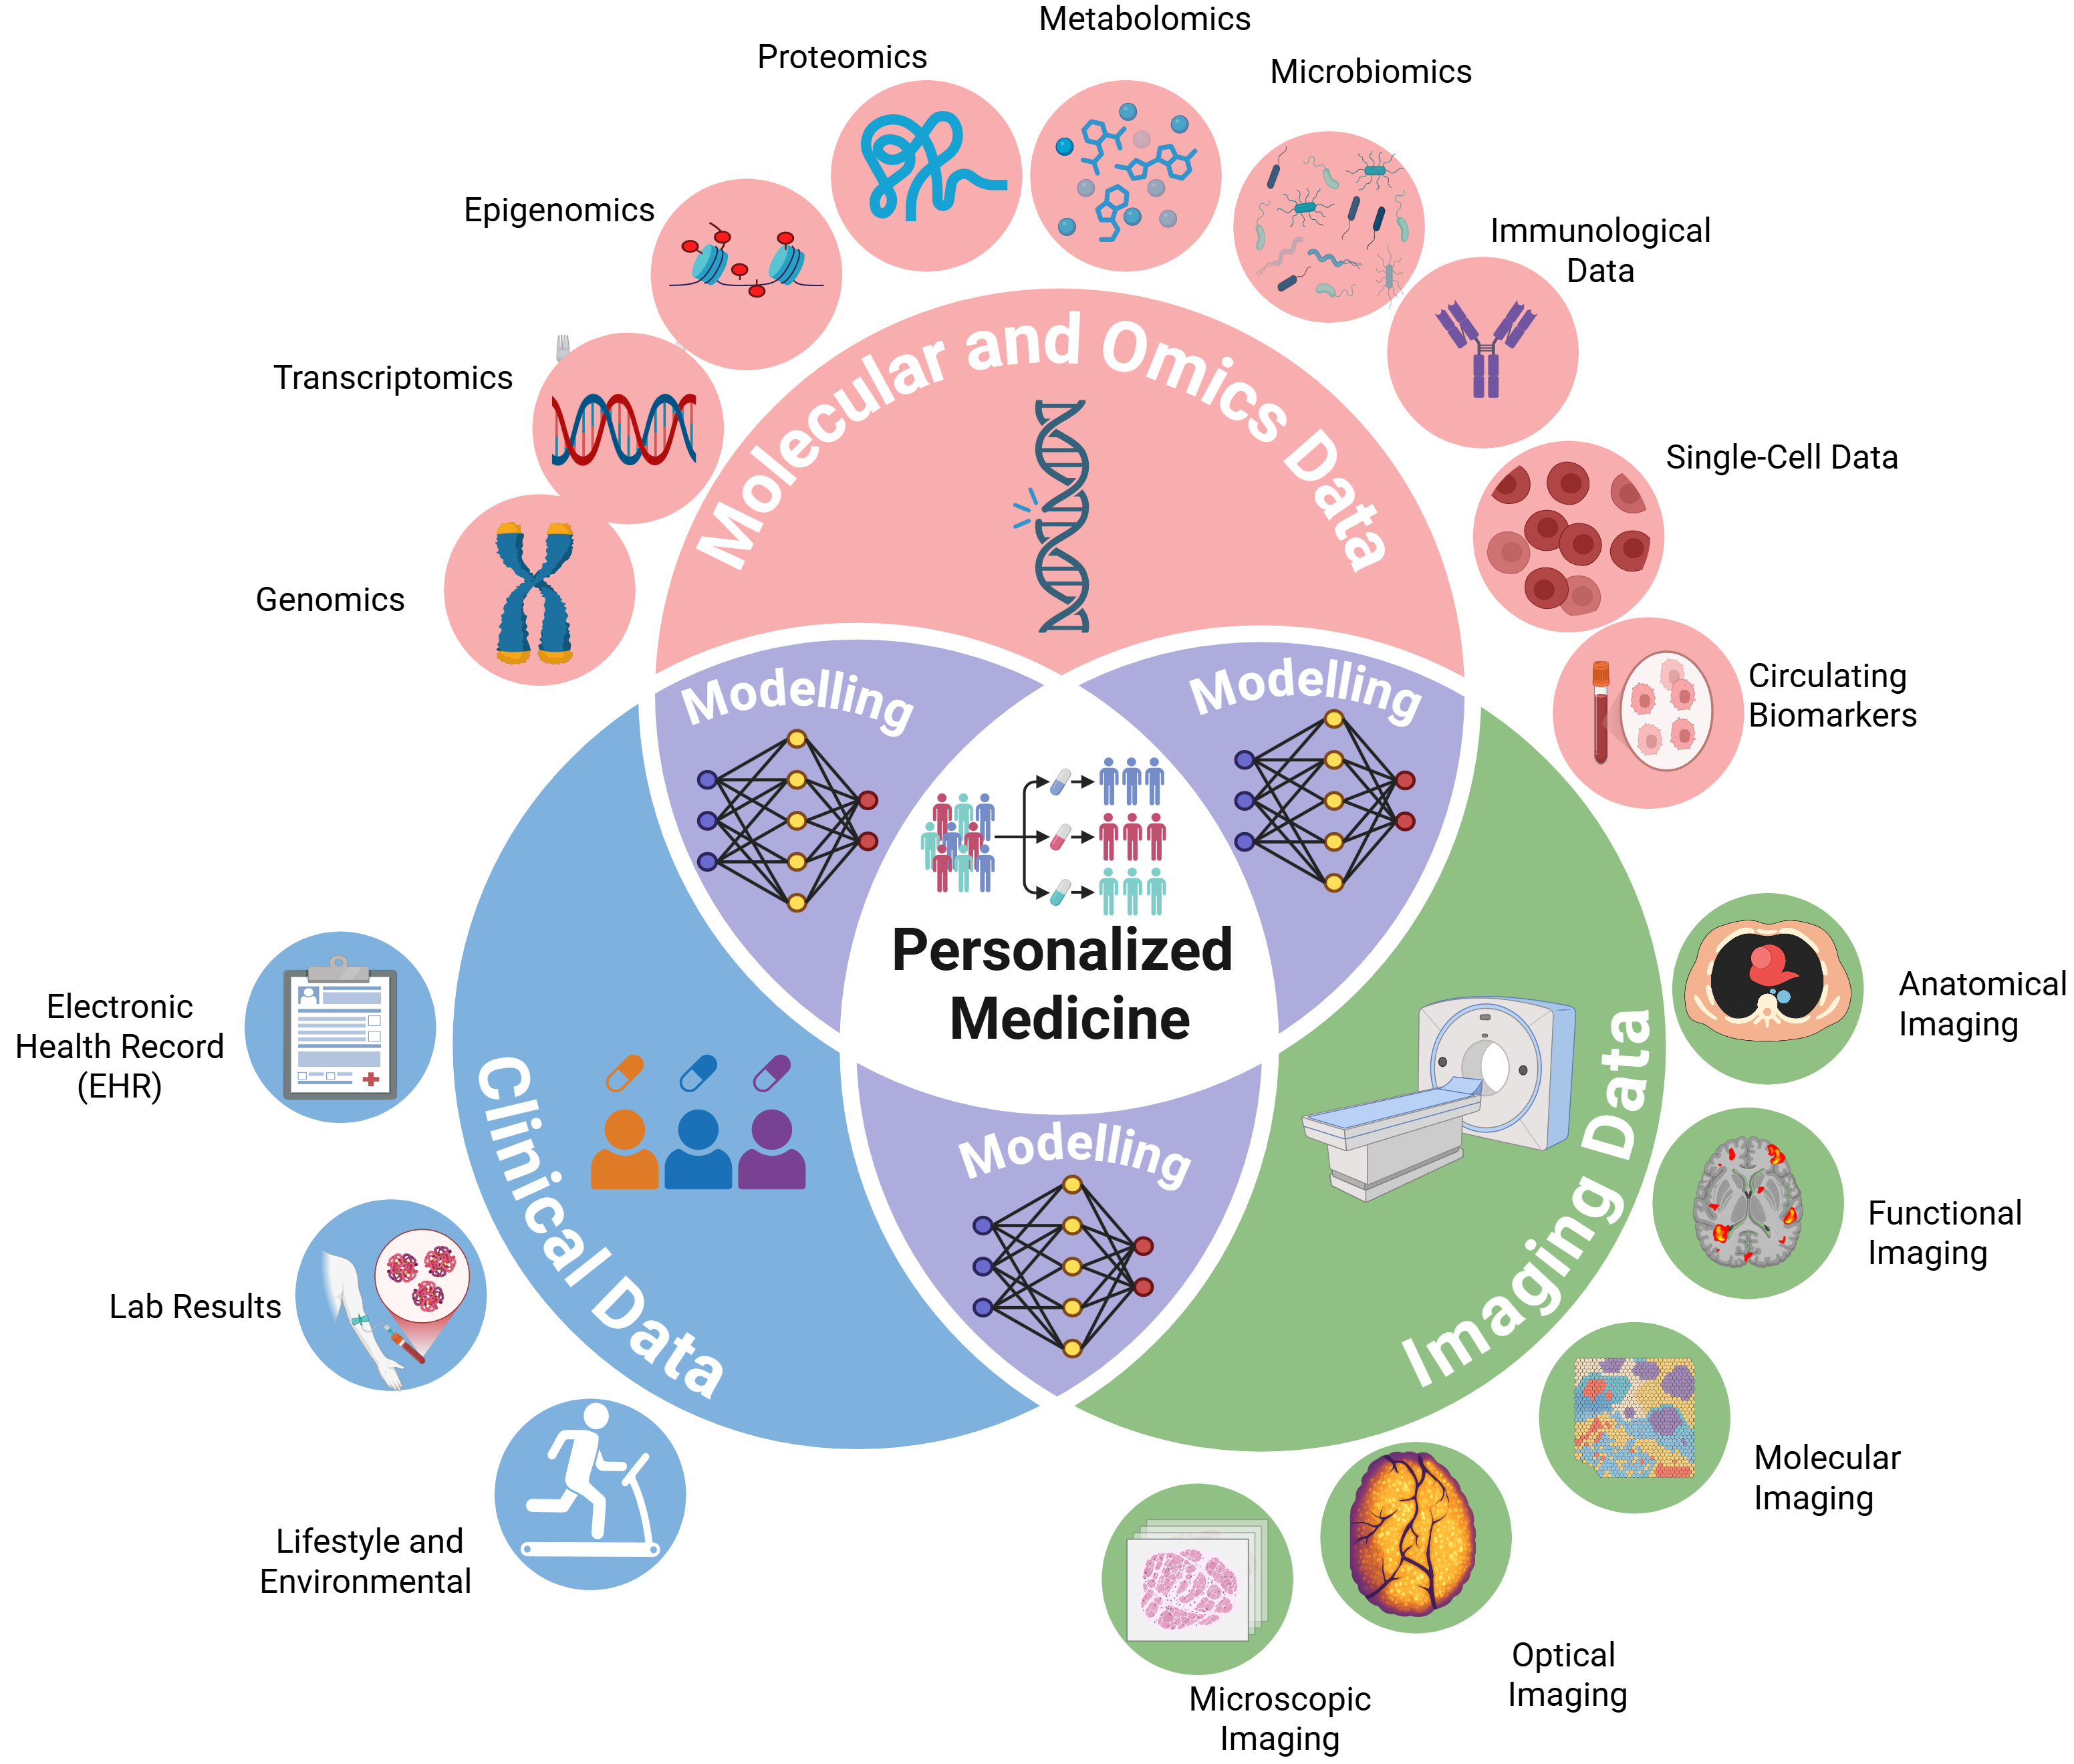 Metabolomics
Proteomics
Microbiomics
Epigenomics
Immunological
Data
Transcriptomics
Single-Cell Data
Genomics
Circulating
Biomarkers
Molecular and Omics Data
Modelling
Modelling
Personalized
Medicine
Electronic
Health Record
(EHR)
Anatomical
Imaging
Clinical Data
Imaging Data
Modelling
Functional
Imaging
Lab Results
Molecular
Imaging
Lifestyle and
Environmental
Optical
Imaging
Microscopic
Imaging